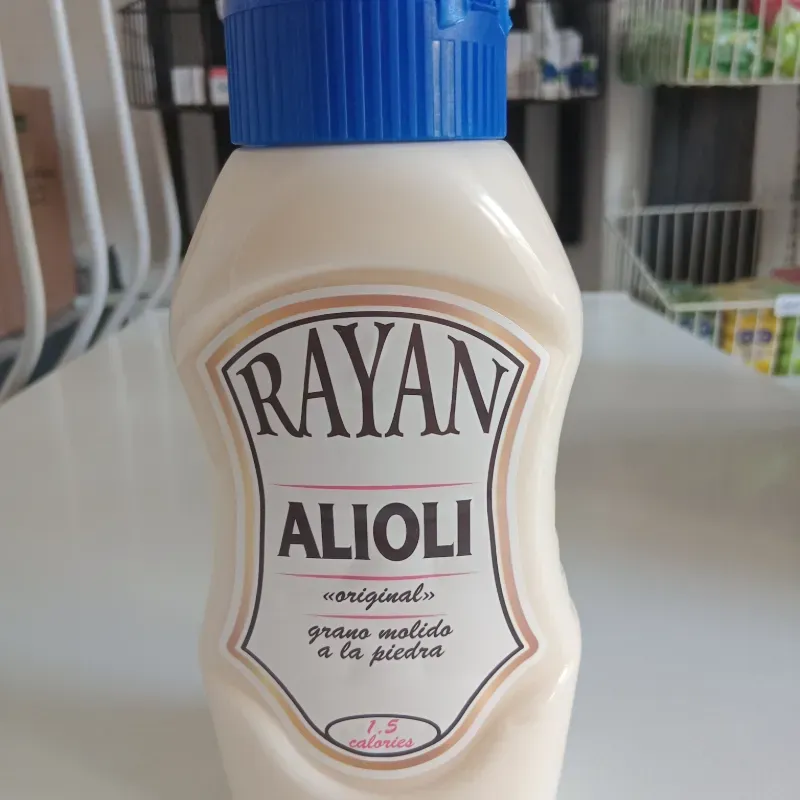 RAYAN
ALIOLI
«original»
grano molido
a la piedra
1.5
calories